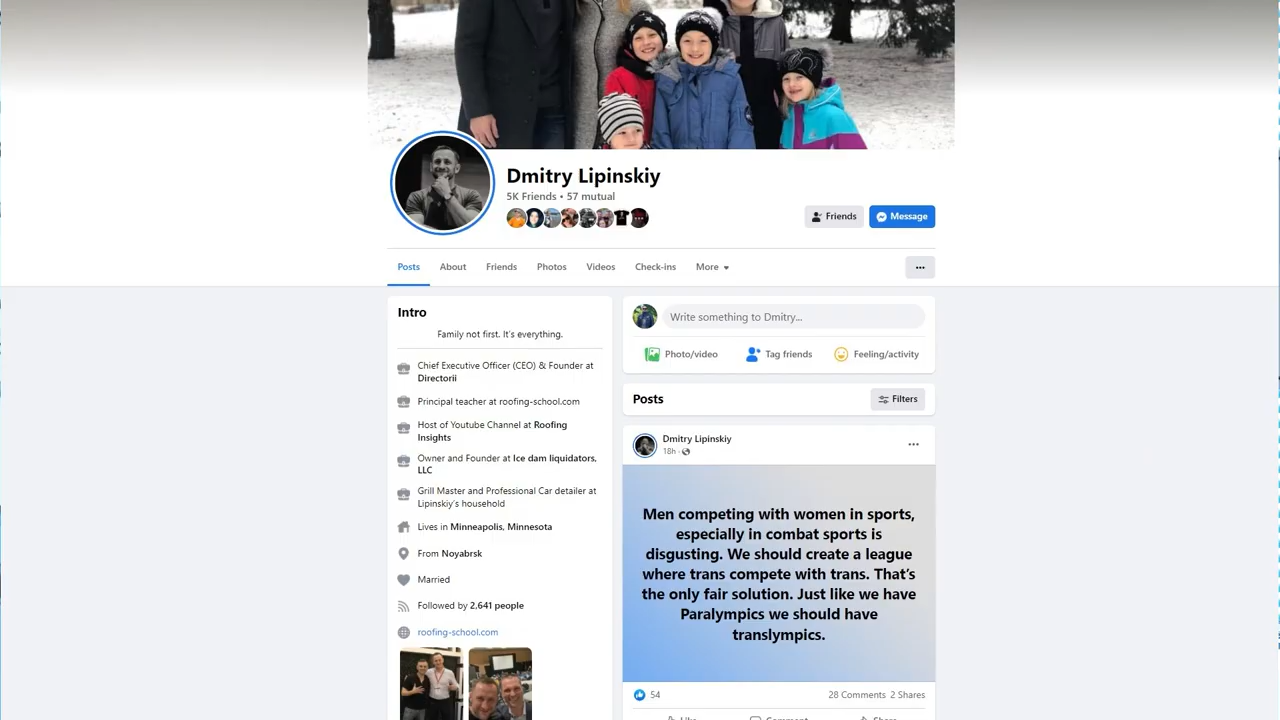 Dmitry Lipinskiy
5K Friends • 57 mutual
Friends
Message
Posts
About
Friends
Photos
Videos
Check-ins
More
Intro
Family not first. It's everything.
Chief Executive Officer (CEO) & Founder at
Directorii
Principal teacher at roofing-school.com
Host of Youtube Channel at Roofing
Insights
Owner and Founder at Ice dam liquidators,
LLC
Grill Master and Professional Car detailer at
Lipinskiy's household
Lives in Minneapolis, Minnesota
From Noyabrsk
Married
Followed by 2,641 people
roofing-school.com
Write something to Dmitry...
Photo/video
Tag friends
Feeling/activity
Posts
Filters
Dmitry Lipinskiy
18h ·
Men competing with women in sports,
especially in combat sports is
disgusting. We should create a league
where trans compete with trans. That's
the only fair solution. Just like we have
Paralympics we should have
translympics.
54
28 Comments 2 Shares
Like
Comment
Share